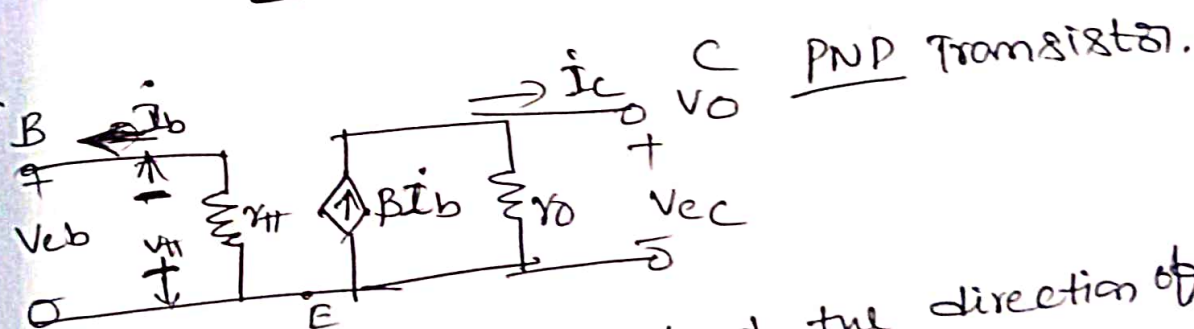 PNP Transistor.
B ib
ic C
VO
+
+
-
Veb
Vπ
+
rπ
βib
ro
Vec
-
E
the direction of